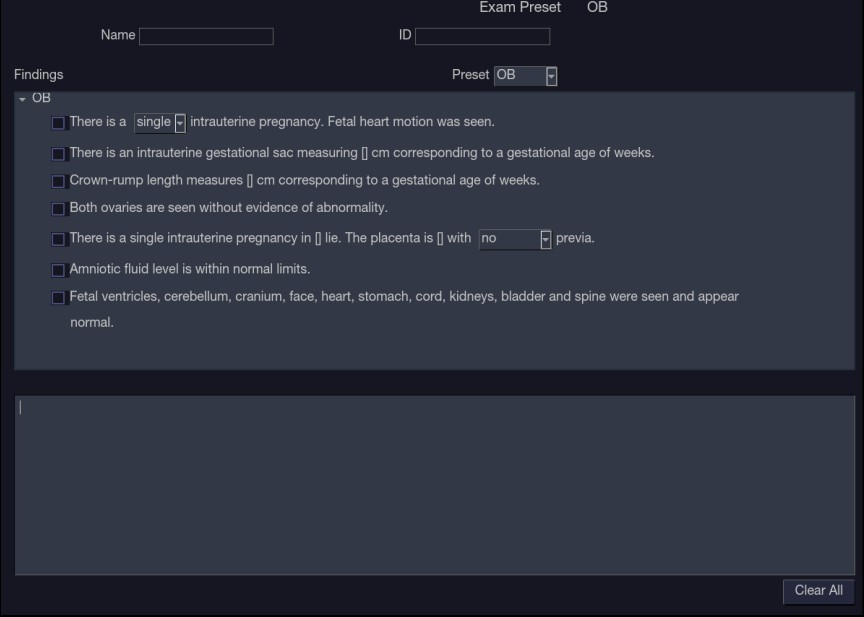 Exam Preset OB
Name ID
Findings Preset OB
OB
There is a single intrauterine pregnancy. Fetal heart motion was seen.
There is an intrauterine gestational sac measuring [] cm corresponding to a gestational age of weeks.
Crown-rump length measures [] cm corresponding to a gestational age of weeks.
Both ovaries are seen without evidence of abnormality.
There is a single intrauterine pregnancy in [] lie. The placenta is [] with no previa.
Amniotic fluid level is within normal limits.
Fetal ventricles, cerebellum, cranium, face, heart, stomach, cord, kidneys, bladder and spine were seen and appear
normal.
Clear All